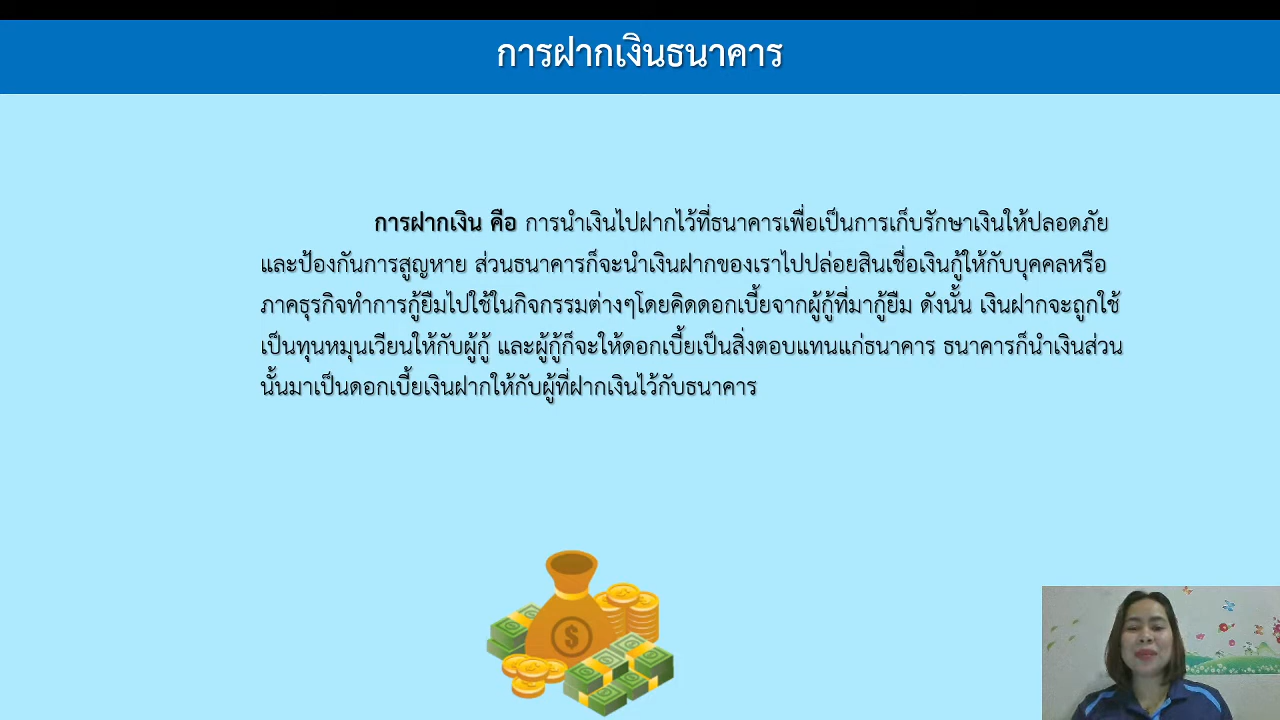 การฝากเงินธนาคาร
การฝากเงิน คือ การนำเงินไปฝากไว้ที่ธนาคารเพื่อเป็นการเก็บรักษาเงินให้ปลอดภัย
และป้องกันการสูญหาย ส่วนธนาคารก็จะนำเงินฝากของเราไปปล่อยสินเชื่อเงินกู้ให้กับบุคคลหรือ
ภาคธุรกิจทำการกู้ยืมไปใช้ในกิจกรรมต่างๆโดยคิดดอกเบี้ยจากผู้กู้ที่มากู้ยืม ดังนั้น เงินฝากจะถูกใช้
เป็นทุนหมุนเวียนให้กับผู้กู้ และผู้กู้ก็จะให้ดอกเบี้ยเป็นสิ่งตอบแทนแก่ธนาคาร ธนาคารก็นำเงินส่วน
นั้นมาเป็นดอกเบี้ยเงินฝากให้กับผู้ที่ฝากเงินไว้กับธนาคาร